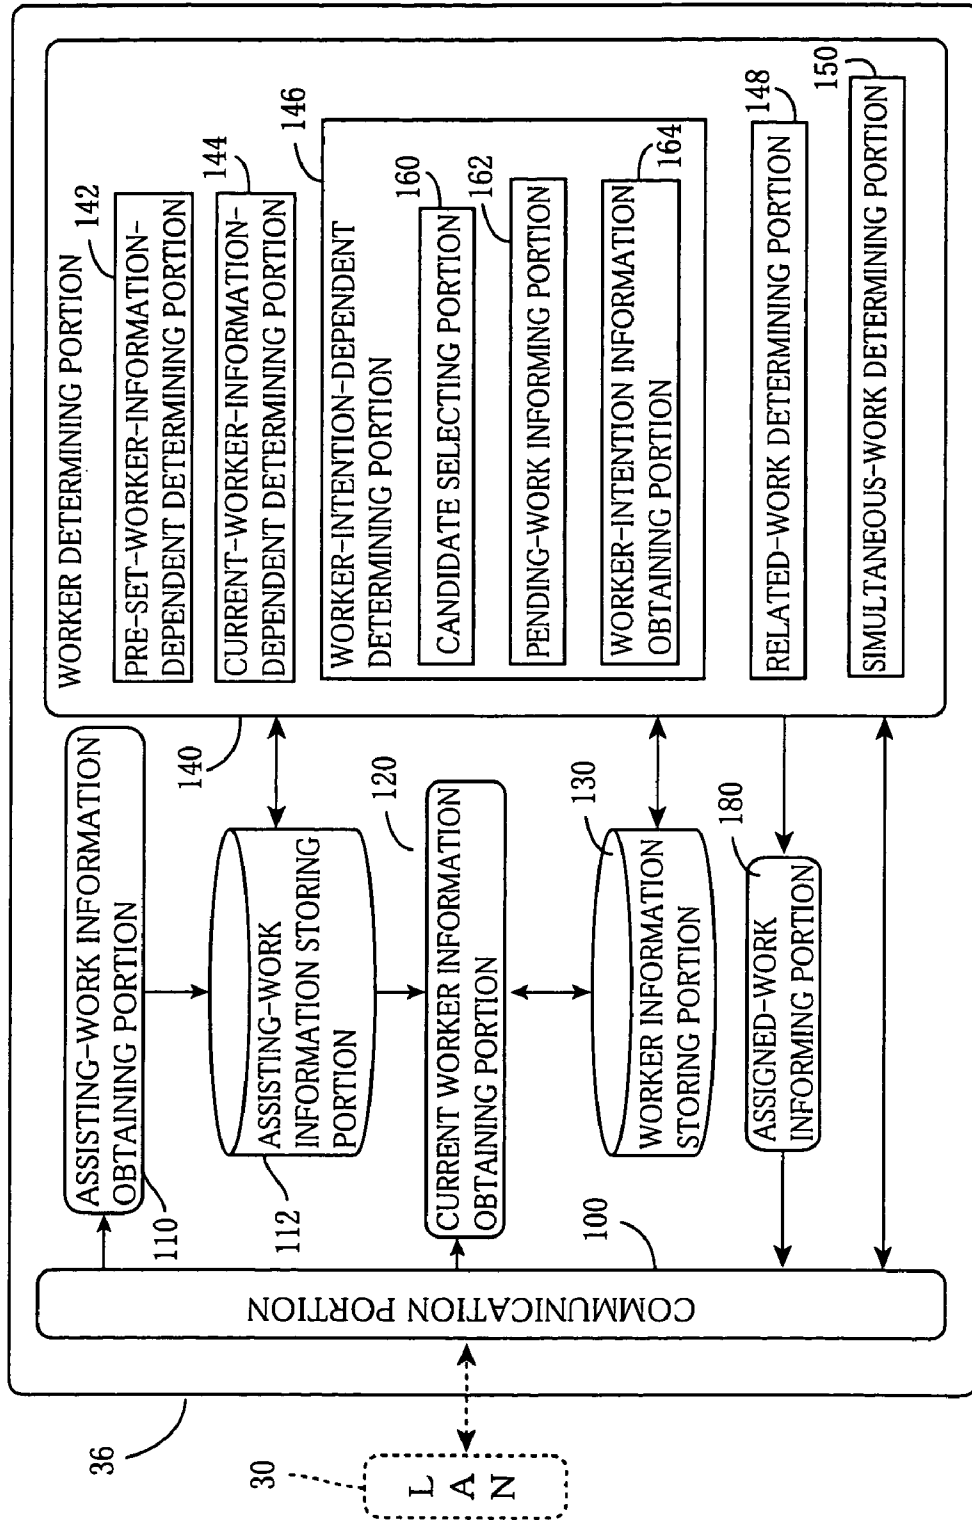 36
30
L
A
N
COMMUNICATION PORTION
100
ASSISTING-WORK INFORMATION
OBTAINING PORTION
110
ASSISTING-WORK
INFORMATION STORING
PORTION
112
CURRENT WORKER INFORMATION
OBTAINING PORTION
120
WORKER INFORMATION
STORING PORTION
130
ASSIGNED-WORK
INFORMING PORTION
180
140
WORKER DETERMINING PORTION
142
PRE-SET-WORKER-INFORMATION-
DEPENDENT DETERMINING PORTION
144
CURRENT-WORKER-INFORMATION-
DEPENDENT DETERMINING PORTION
146
WORKER-INTENTION-DEPENDENT
DETERMINING PORTION
160
CANDIDATE SELECTING PORTION
162
PENDING-WORK INFORMING PORTION
WORKER-INTENTION INFORMATION
OBTAINING PORTION
164
148
RELATED-WORK DETERMINING PORTION
150
SIMULTANEOUS-WORK DETERMINING PORTION